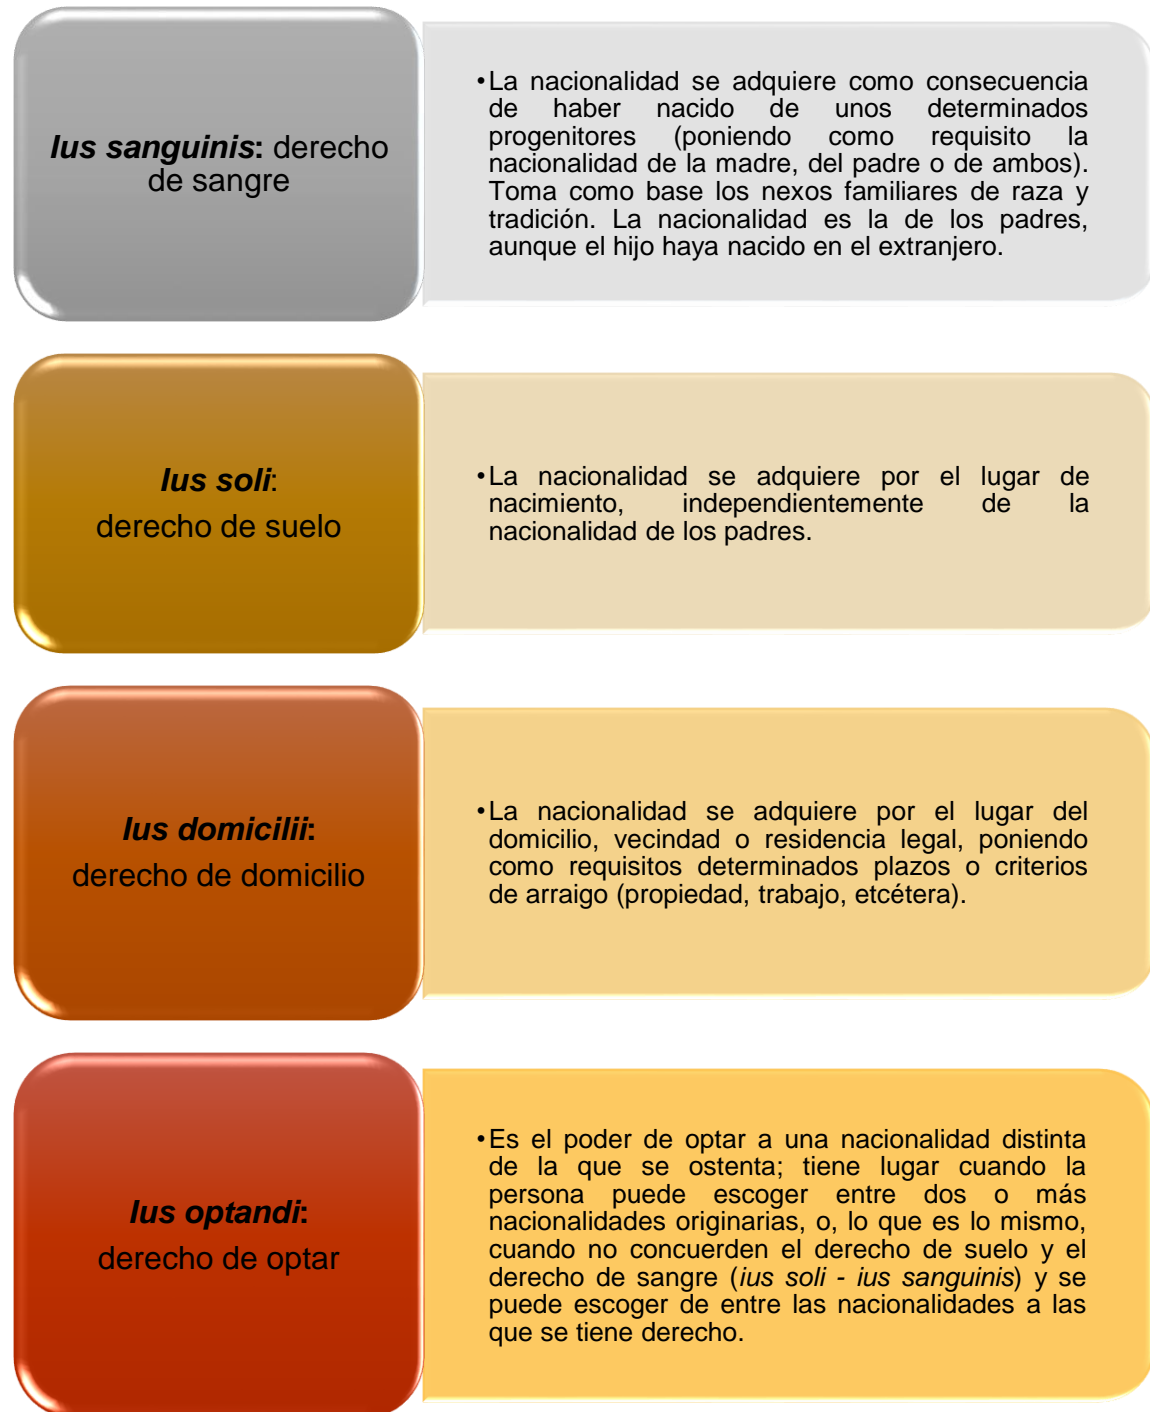 Ius sanguinis: derecho
de sangre
•La nacionalidad se adquiere como consecuencia
de haber nacido de unos determinados
progenitores (poniendo como requisito la
nacionalidad de la madre, del padre o de ambos).
Toma como base los nexos familiares de raza y
tradición. La nacionalidad es la de los padres,
aunque el hijo haya nacido en el extranjero.
Ius soli:
derecho de suelo
•La nacionalidad se adquiere por el lugar de
nacimiento, independientemente de la
nacionalidad de los padres.
Ius domicilii:
derecho de domicilio
•La nacionalidad se adquiere por el lugar del
domicilio, vecindad o residencia legal, poniendo
como requisitos determinados plazos o criterios
de arraigo (propiedad, trabajo, etcétera).
Ius optandi:
derecho de optar
•Es el poder de optar a una nacionalidad distinta
de la que se ostenta; tiene lugar cuando la
persona puede escoger entre dos o más
nacionalidades originarias, o, lo que es lo mismo,
cuando no concuerden el derecho de suelo y el
derecho de sangre (ius soli - ius sanguinis) y se
puede escoger de entre las nacionalidades a las
que se tiene derecho.